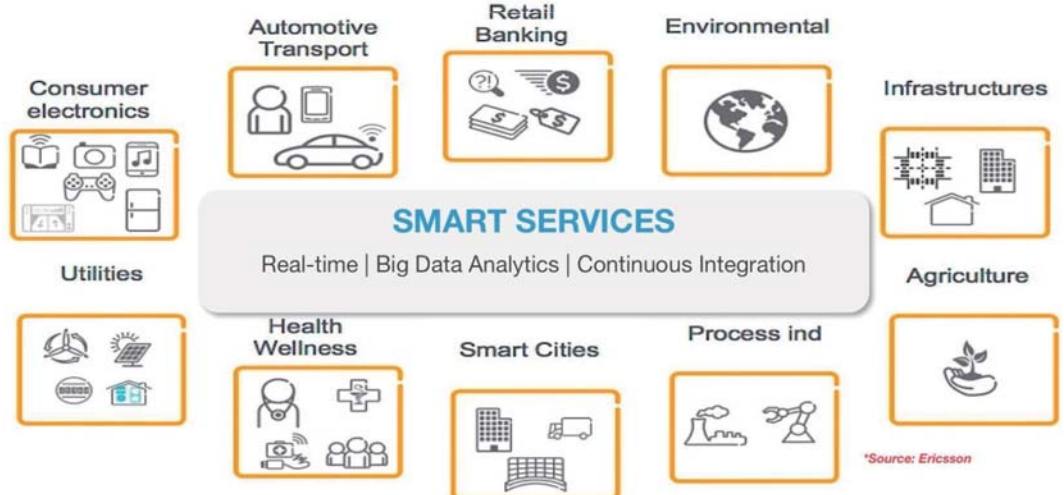 Automotive
Transport
Retail
Banking
Environmental
Consumer
electronics
Infrastructures
SMART SERVICES
Real-time | Big Data Analytics | Continuous Integration
Utilities
Agriculture
Health
Wellness
Smart Cities
Process ind
*Source: Ericsson